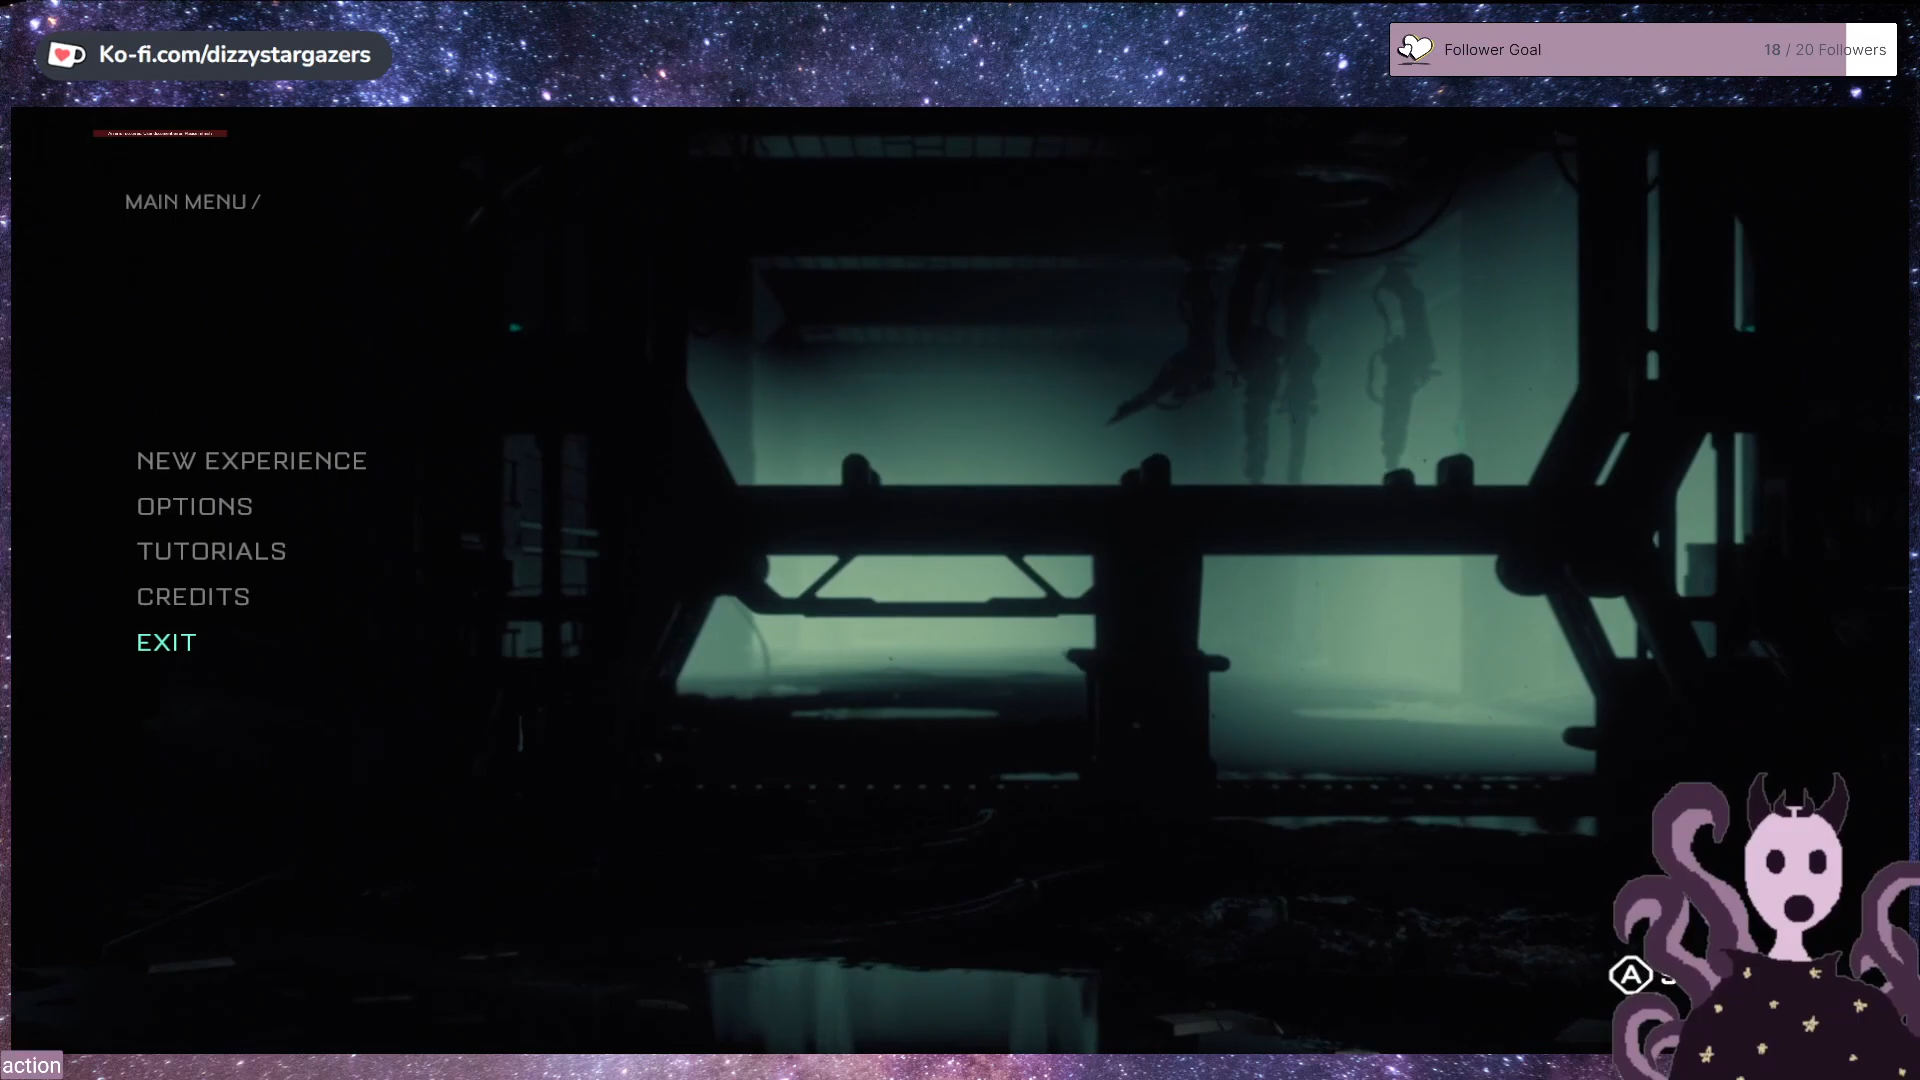 Ko-fi.com/dizzystargazers
Follower Goal
18 / 20 Followers
MAIN MENU /
NEW EXPERIENCE
OPTIONS
TUTORIALS
CREDITS
EXIT
A
action